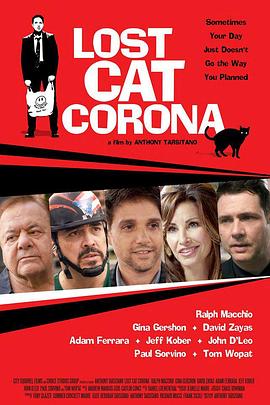 Sometimes
Your Day
Just Doesn't
Go the Way
You Planned
LOST
CAT
CORONA
a film by ANTHONY TARSITANO
Ralph Macchio
Gina Gershon • David Zayas
Adam Ferrara • Jeff Kober • John D'Leo
Paul Sorvino • Tom Wopat